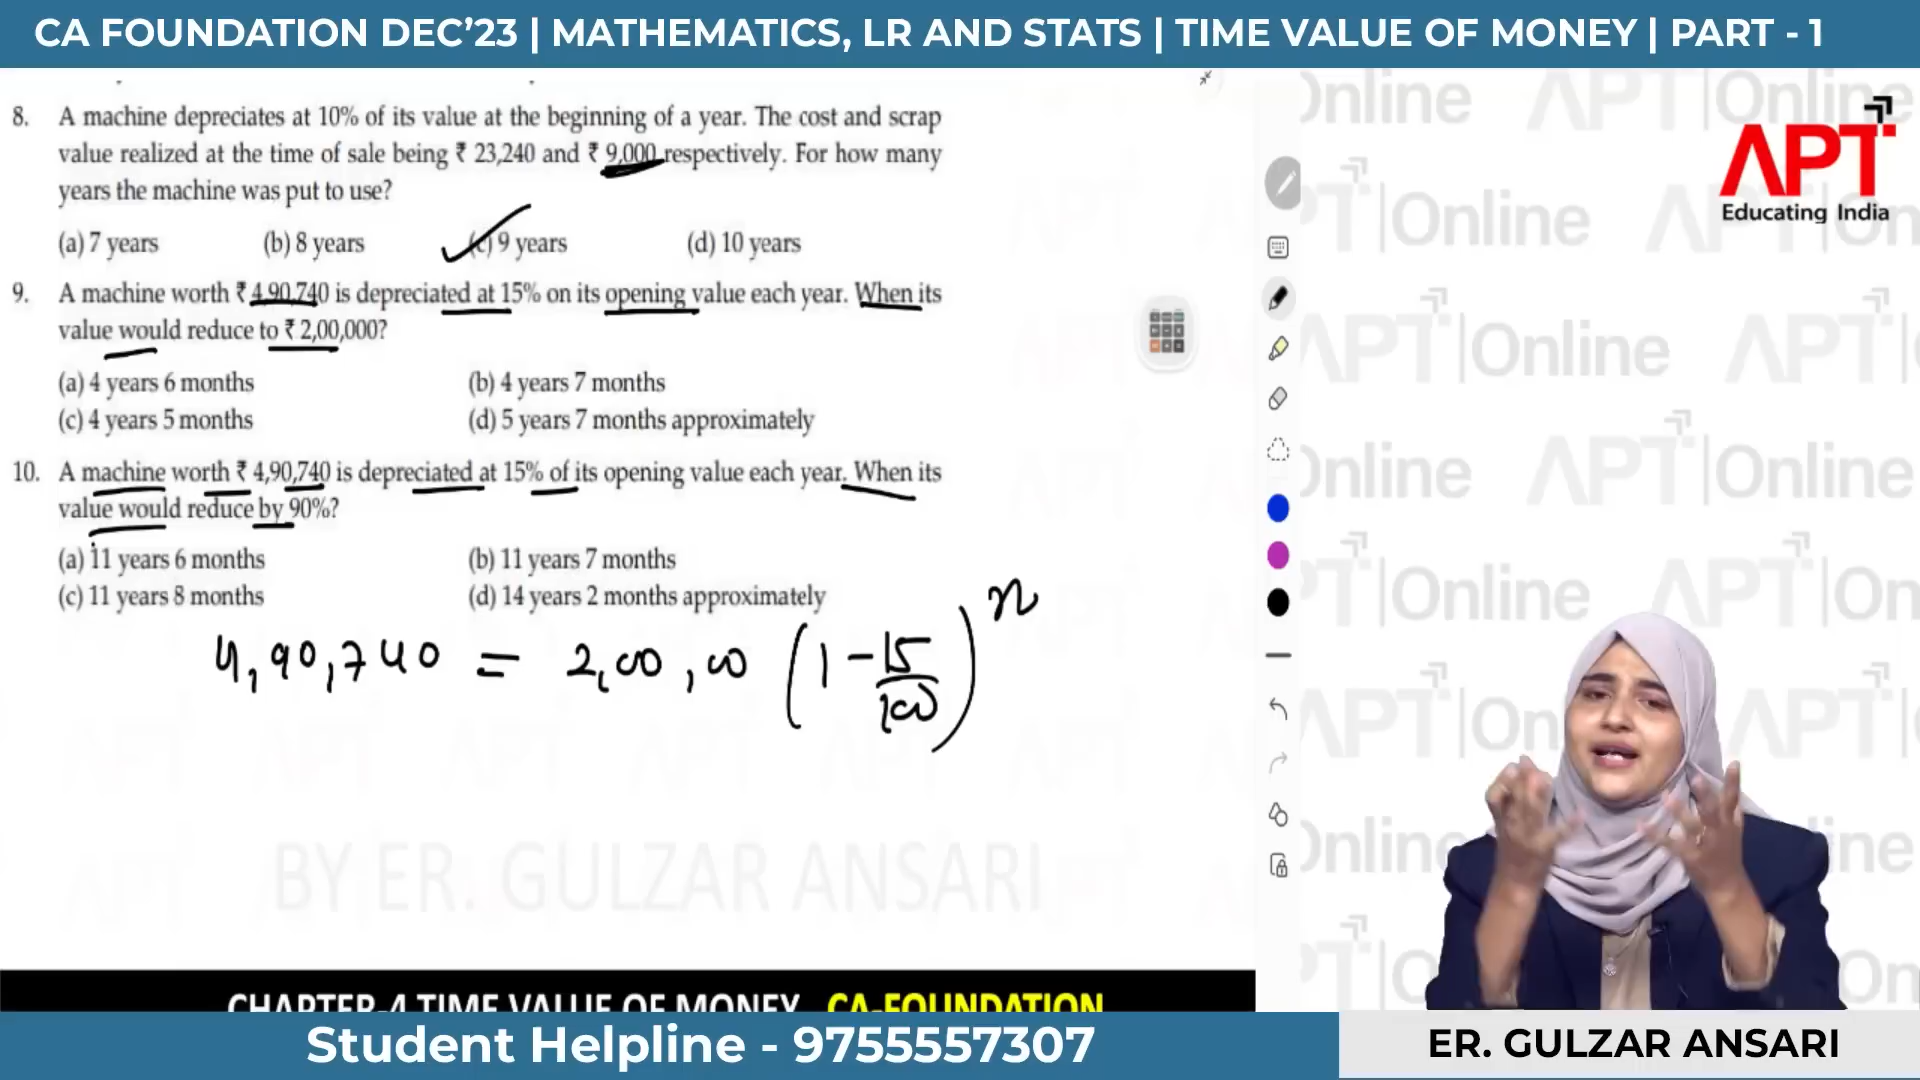 CA FOUNDATION DEC’23 | MATHEMATICS, LR AND STATS | TIME VALUE OF MONEY | PART - 1
8. A machine depreciates at 10% of its value at the beginning of a year. The cost and scrap
value realized at the time of sale being ₹ 23,240 and ₹ 9,000 respectively. For how many
years the machine was put to use?
(a) 7 years (b) 8 years (c) 9 years (d) 10 years
9. A machine worth ₹ 4,90,740 is depreciated at 15% on its opening value each year. When its
value would reduce to ₹ 2,00,000?
(a) 4 years 6 months (b) 4 years 7 months
(c) 4 years 5 months (d) 5 years 7 months approximately
10. A machine worth ₹ 4,90,740 is depreciated at 15% of its opening value each year. When its
value would reduce by 90%?
(a) 11 years 6 months (b) 11 years 7 months
(c) 11 years 8 months (d) 14 years 2 months approximately
4,90,740 = 2,00,00 (1 - 15/100)^n
BY ER. GULZAR ANSARI
CHAPTER-4 TIME VALUE OF MONEY CA-FOUNDATION
Student Helpline - 9755557307
APT
Educating India
APT|Online
ER. GULZAR ANSARI